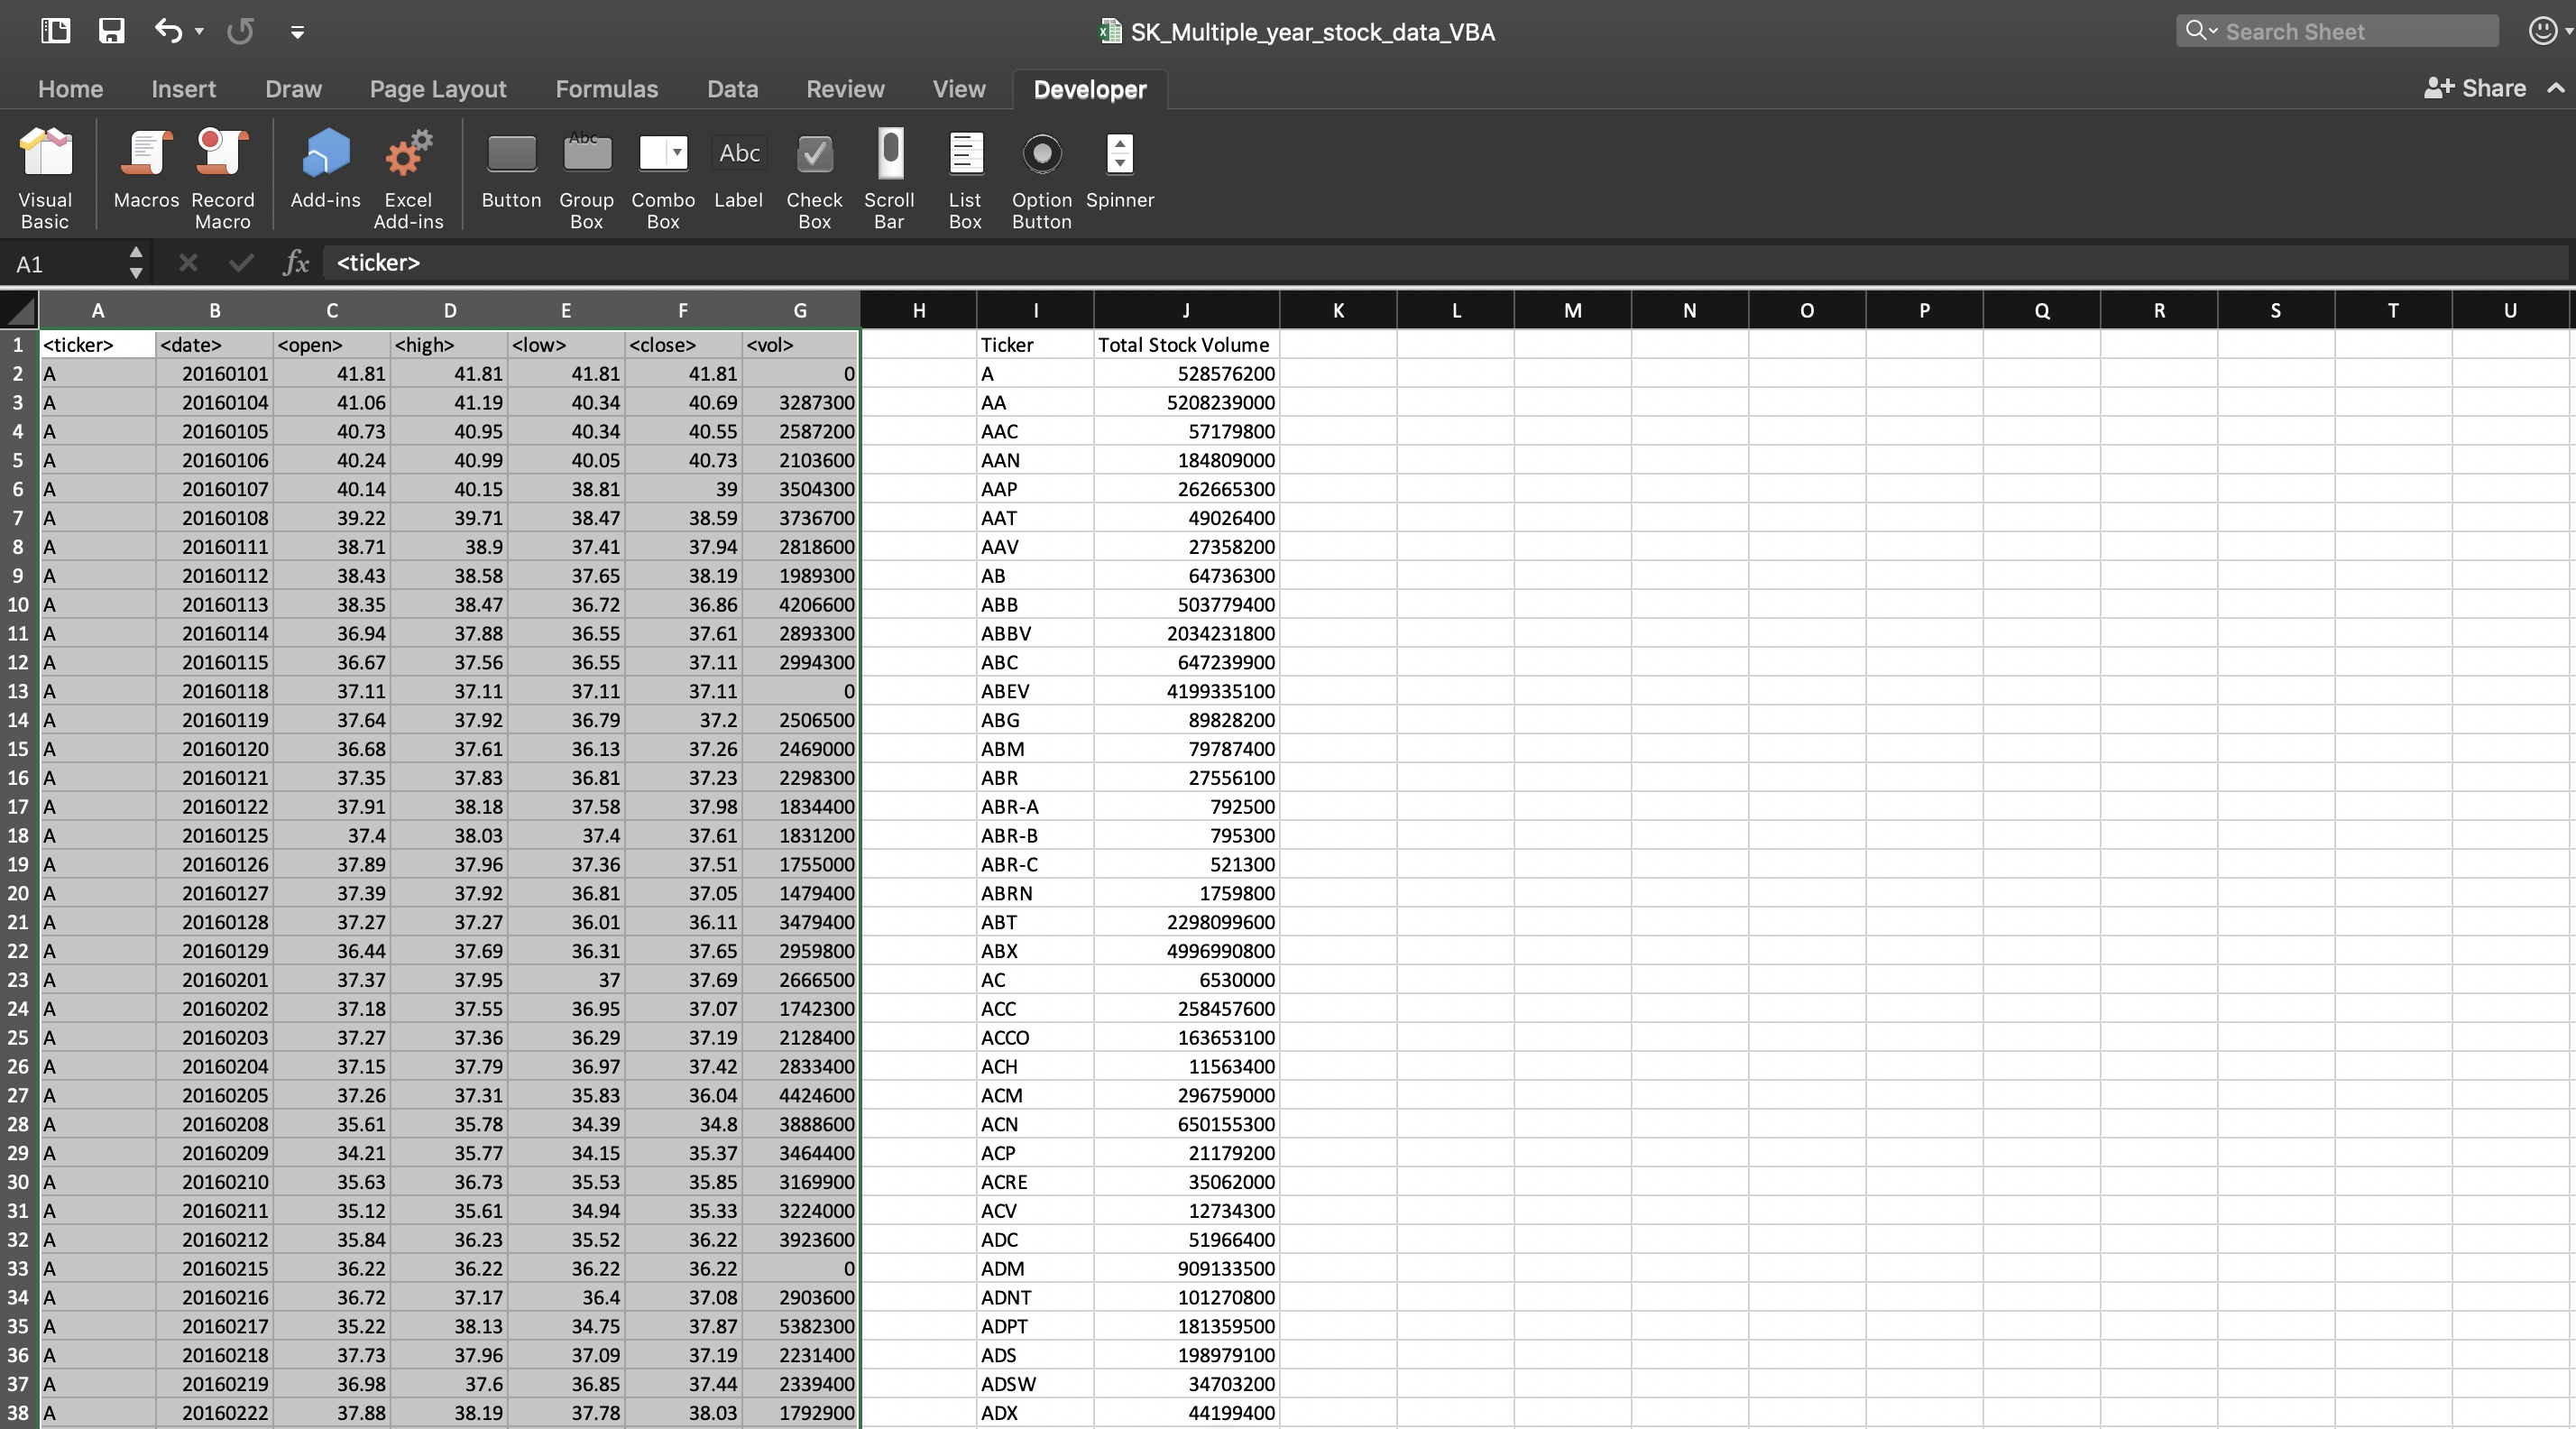 SK_Multiple_year_stock_data_VBA
Search Sheet
Home Insert Draw Page Layout Formulas Data Review View Developer Share
Abc Abc
Visual Basic Macros Record Macro Add-ins Excel Add-ins Button Group Box Combo Box Label Check Box Scroll Bar List Box Option Button Spinner
A1 fx <ticker>
A B C D E F G H I J K L M N O P Q R S T U
1 <ticker> <date> <open> <high> <low> <close> <vol> Ticker Total Stock Volume
2 A 20160101 41.81 41.81 41.81 41.81 0 A 528576200
3 A 20160104 41.06 41.19 40.34 40.69 3287300 AA 5208239000
4 A 20160105 40.73 40.95 40.34 40.55 2587200 AAC 57179800
5 A 20160106 40.24 40.99 40.05 40.73 2103600 AAN 184809000
6 A 20160107 40.14 40.15 38.81 39 3504300 AAP 262665300
7 A 20160108 39.22 39.71 38.47 38.59 3736700 AAT 49026400
8 A 20160111 38.71 38.9 37.41 37.94 2818600 AAV 27358200
9 A 20160112 38.43 38.58 37.65 38.19 1989300 AB 64736300
10 A 20160113 38.35 38.47 36.72 36.86 4206600 ABB 503779400
11 A 20160114 36.94 37.88 36.55 37.61 2893300 ABBV 2034231800
12 A 20160115 36.67 37.56 36.55 37.11 2994300 ABC 647239900
13 A 20160118 37.11 37.11 37.11 37.11 0 ABEV 4199335100
14 A 20160119 37.64 37.92 36.79 37.2 2506500 ABG 89828200
15 A 20160120 36.68 37.61 36.13 37.26 2469000 ABM 79787400
16 A 20160121 37.35 37.83 36.81 37.23 2298300 ABR 27556100
17 A 20160122 37.91 38.18 37.58 37.98 1834400 ABR-A 792500
18 A 20160125 37.4 38.03 37.4 37.61 1831200 ABR-B 795300
19 A 20160126 37.89 37.96 37.36 37.51 1755000 ABR-C 521300
20 A 20160127 37.39 37.92 36.81 37.05 1479400 ABRN 1759800
21 A 20160128 37.27 37.27 36.01 36.11 3479400 ABT 2298099600
22 A 20160129 36.44 37.69 36.31 37.65 2959800 ABX 4996990800
23 A 20160201 37.37 37.95 37 37.69 2666500 AC 6530000
24 A 20160202 37.18 37.55 36.95 37.07 1742300 ACC 258457600
25 A 20160203 37.27 37.36 36.29 37.19 2128400 ACCO 163653100
26 A 20160204 37.15 37.79 36.97 37.42 2833400 ACH 11563400
27 A 20160205 37.26 37.31 35.83 36.04 4424600 ACM 296759000
28 A 20160208 35.61 35.78 34.39 34.8 3888600 ACN 650155300
29 A 20160209 34.21 35.77 34.15 35.37 3464400 ACP 21179200
30 A 20160210 35.63 36.73 35.53 35.85 3169900 ACRE 35062000
31 A 20160211 35.12 35.61 34.94 35.33 3224000 ACV 12734300
32 A 20160212 35.84 36.23 35.52 36.22 3923600 ADC 51966400
33 A 20160215 36.22 36.22 36.22 36.22 0 ADM 909133500
34 A 20160216 36.72 37.17 36.4 37.08 2903600 ADNT 101270800
35 A 20160217 35.22 38.13 34.75 37.87 5382300 ADPT 181359500
36 A 20160218 37.73 37.96 37.09 37.19 2231400 ADS 198979100
37 A 20160219 36.98 37.6 36.85 37.44 2339400 ADSW 34703200
38 A 20160222 37.88 38.19 37.78 38.03 1792900 ADX 44199400